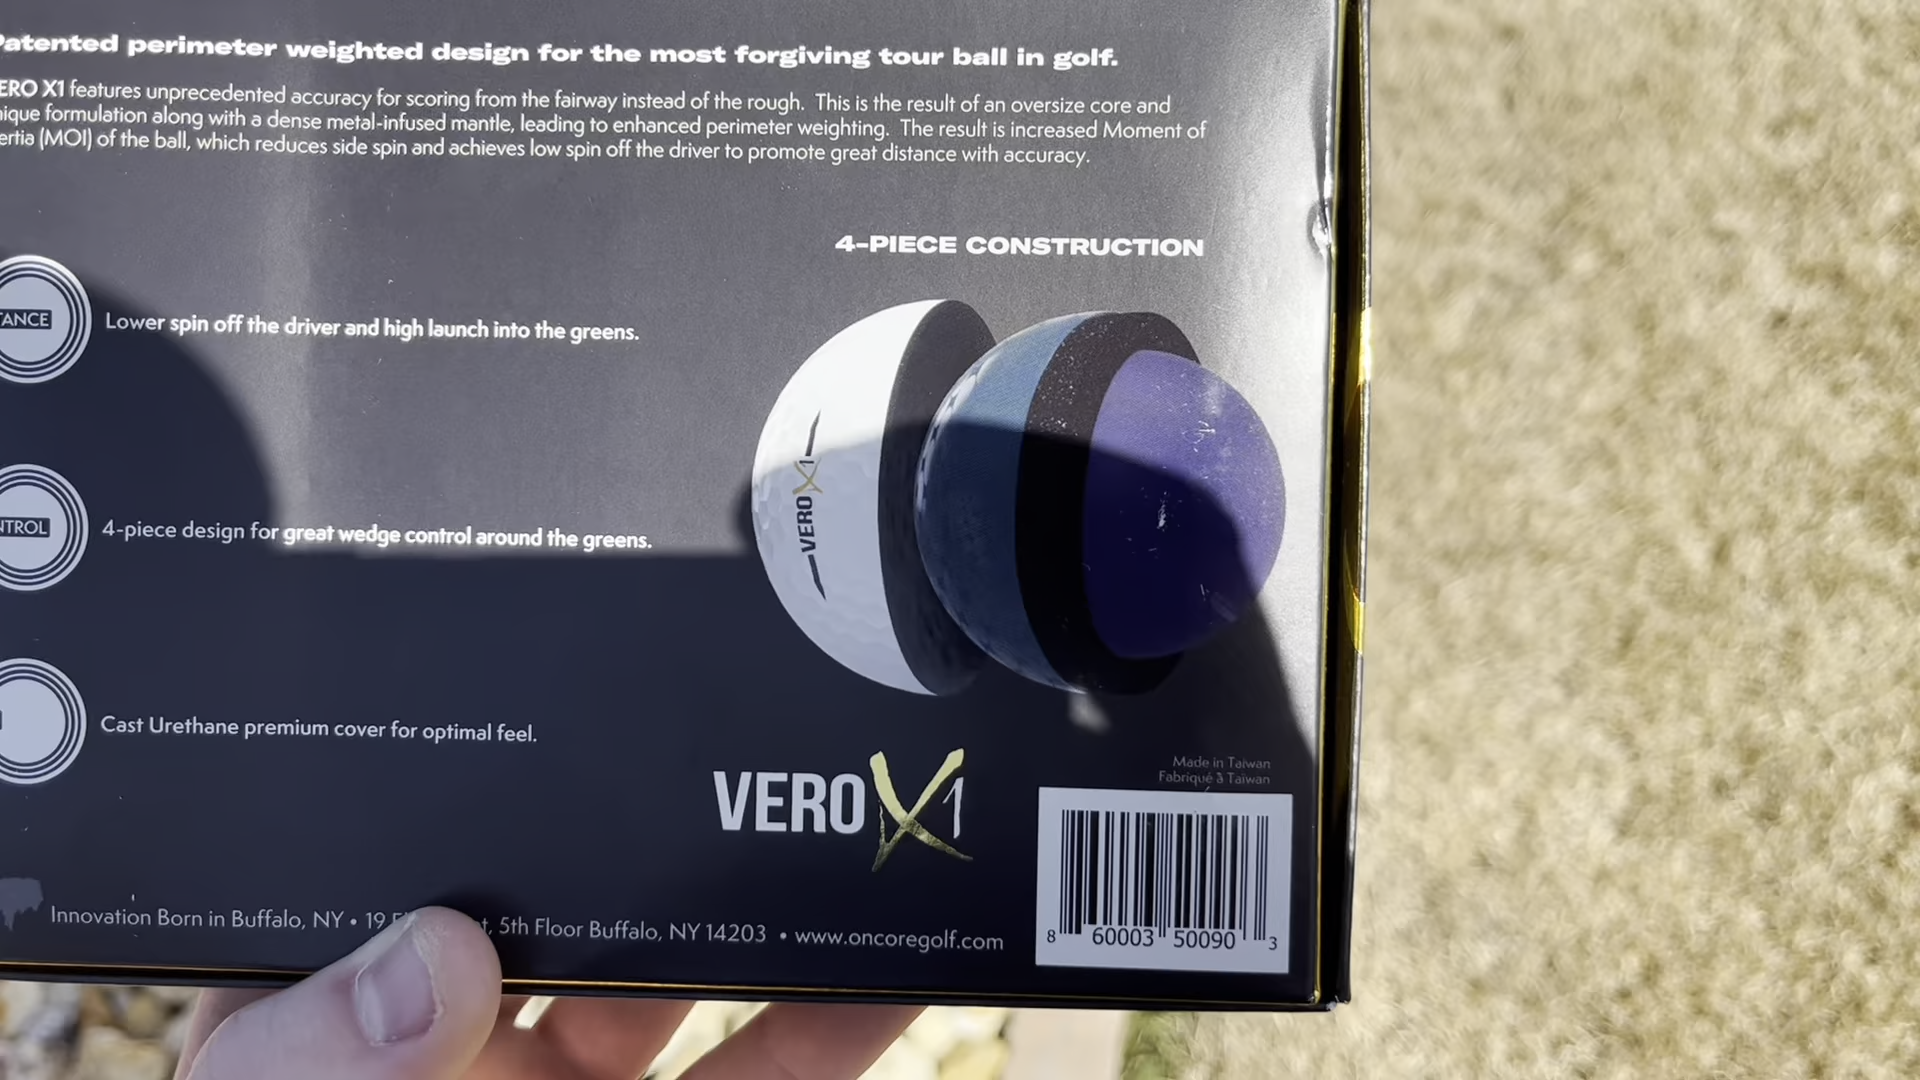 Patented perimeter weighted design for the most forgiving tour ball in golf.
ERO X1 features unprecedented accuracy for scoring from the fairway instead of the rough. This is the result of an oversize core and
nique formulation along with a dense metal-infused mantle, leading to enhanced perimeter weighting. The result is increased Moment of
ertia (MOI) of the ball, which reduces side spin and achieves low spin off the driver to promote great distance with accuracy.
4-PIECE CONSTRUCTION
TANCE
Lower spin off the driver and high launch into the greens.
VERO X1
NTROL
4-piece design for great wedge control around the greens.
Cast Urethane premium cover for optimal feel.
VERO X1
Made in Taiwan
Fabriqué à Taiwan
Innovation Born in Buffalo, NY • 19 t, 5th Floor Buffalo, NY 14203 • www.oncoregolf.com
8 60003 50090 3